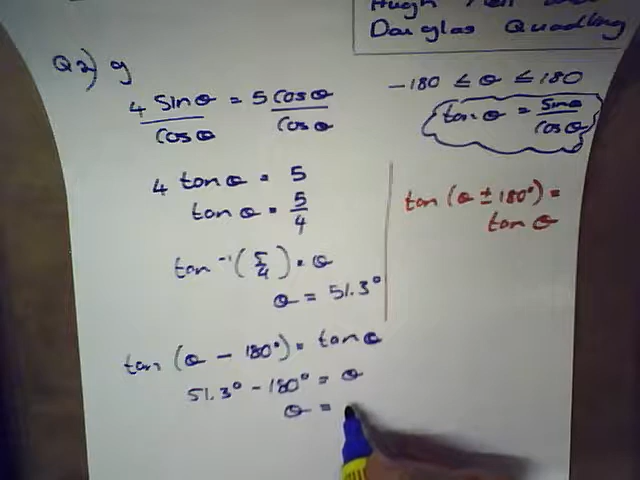 Hugh
Douglas Quadling
Q2) g
-180 ≤ θ ≤ 180
4 sinθ / cosθ = 5 cosθ / cosθ
tan θ = sinθ / cosθ
4 tan θ = 5
tan θ = 5/4
tan (θ ± 180°) =
tan θ
tan⁻¹ (5/4) = θ
θ = 51.3°
tan (θ - 180°) = tan θ
51.3° - 180° = θ
θ =